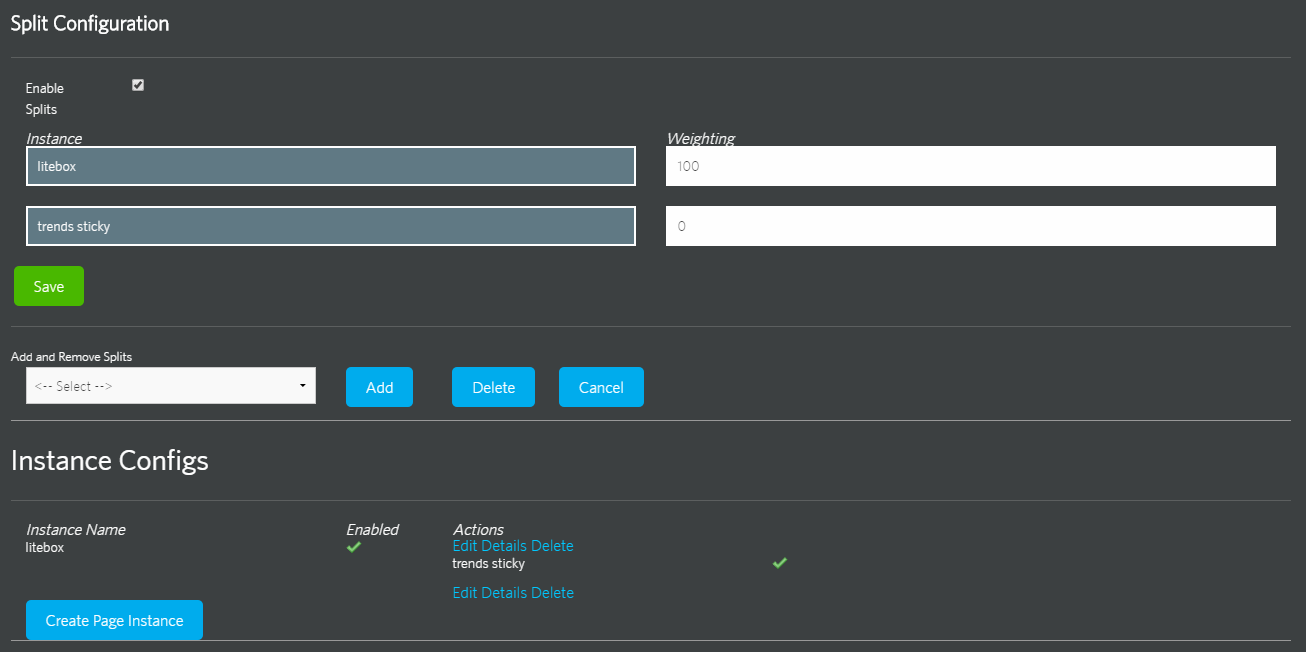 Split Configuration
Enable
Splits
Instance Weighting
litebox 100
trends sticky 0
Save
Add and Remove Splits
<-- Select --> Add Delete Cancel
Instance Configs
Instance Name Enabled Actions
litebox Edit Details Delete
trends sticky
Edit Details Delete
Create Page Instance